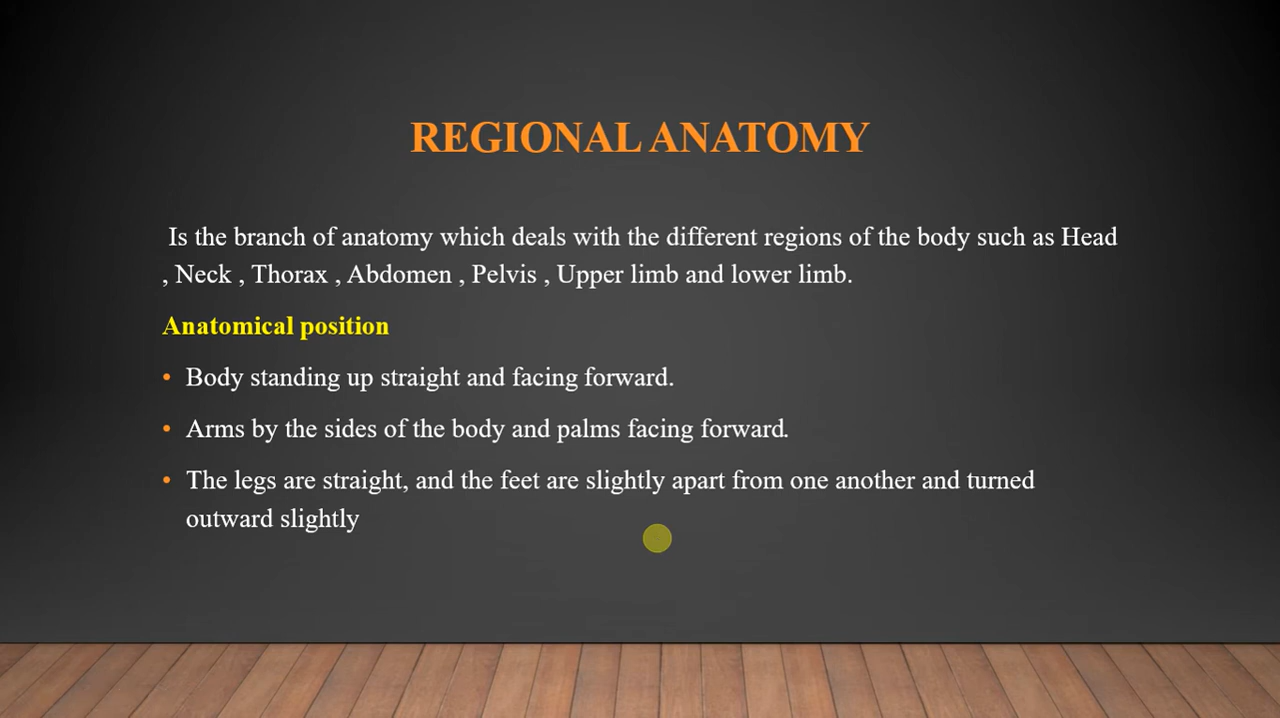 REGIONAL ANATOMY
Is the branch of anatomy which deals with the different regions of the body such as Head
, Neck , Thorax , Abdomen , Pelvis , Upper limb and lower limb.
Anatomical position
• Body standing up straight and facing forward.
• Arms by the sides of the body and palms facing forward.
• The legs are straight, and the feet are slightly apart from one another and turned
outward slightly